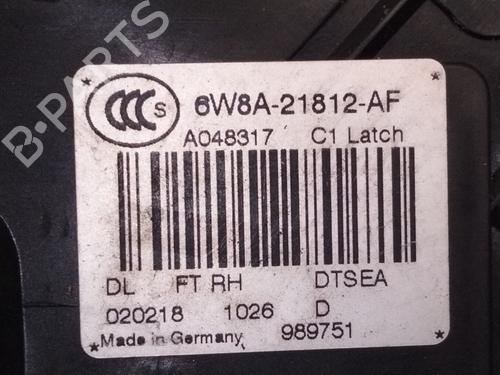 B-PARTS
CCC S 6W8A-21812-AF
A048317 C1 Latch
DL FT RH DTSEA
020218 1026 D
Made in Germany 989751